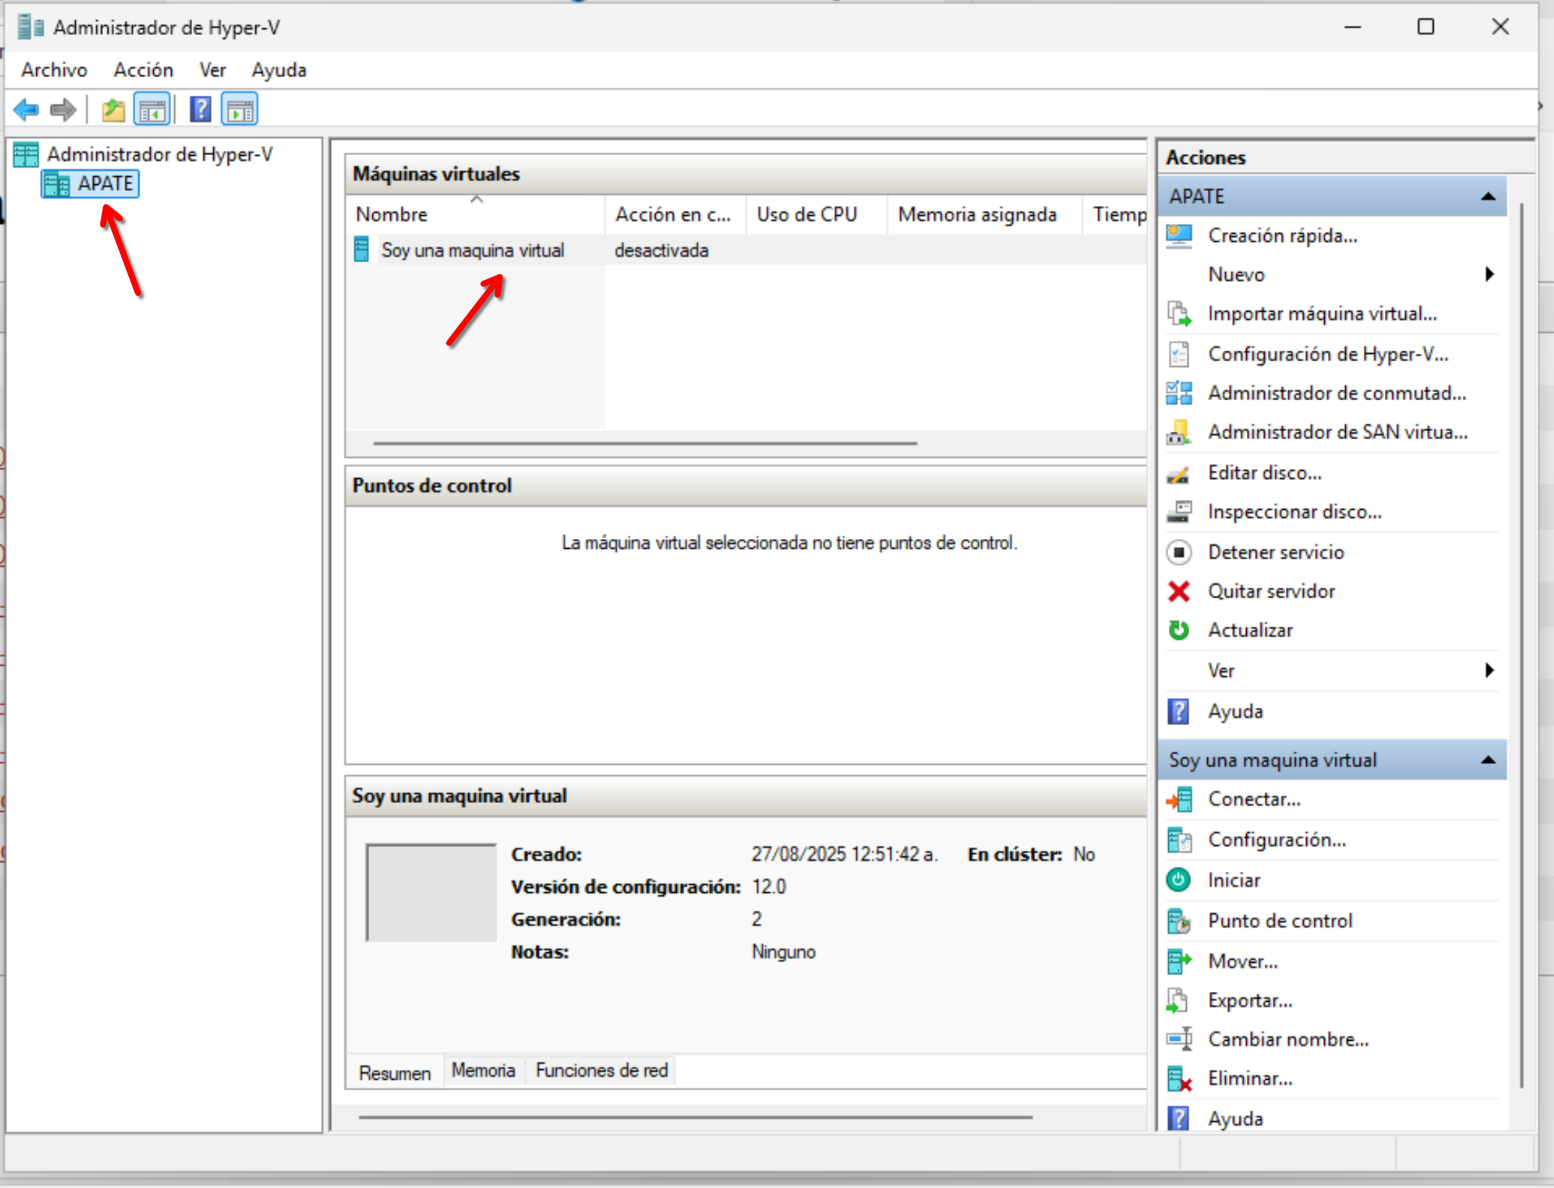 Administrador de Hyper-V
Archivo Acción Ver Ayuda
Administrador de Hyper-V
APATE
Máquinas virtuales
Nombre Acción en c... Uso de CPU Memoria asignada Tiemp
Soy una maquina virtual desactivada
Puntos de control
La máquina virtual seleccionada no tiene puntos de control.
Soy una maquina virtual
Creado: 27/08/2025 12:51:42 a. En clúster: No
Versión de configuración: 12.0
Generación: 2
Notas: Ninguno
Resumen Memoria Funciones de red
Acciones
APATE
Creación rápida...
Nuevo
Importar máquina virtual...
Configuración de Hyper-V...
Administrador de conmutad...
Administrador de SAN virtua...
Editar disco...
Inspeccionar disco...
Detener servicio
Quitar servidor
Actualizar
Ver
Ayuda
Soy una maquina virtual
Conectar...
Configuración...
Iniciar
Punto de control
Mover...
Exportar...
Cambiar nombre...
Eliminar...
Ayuda